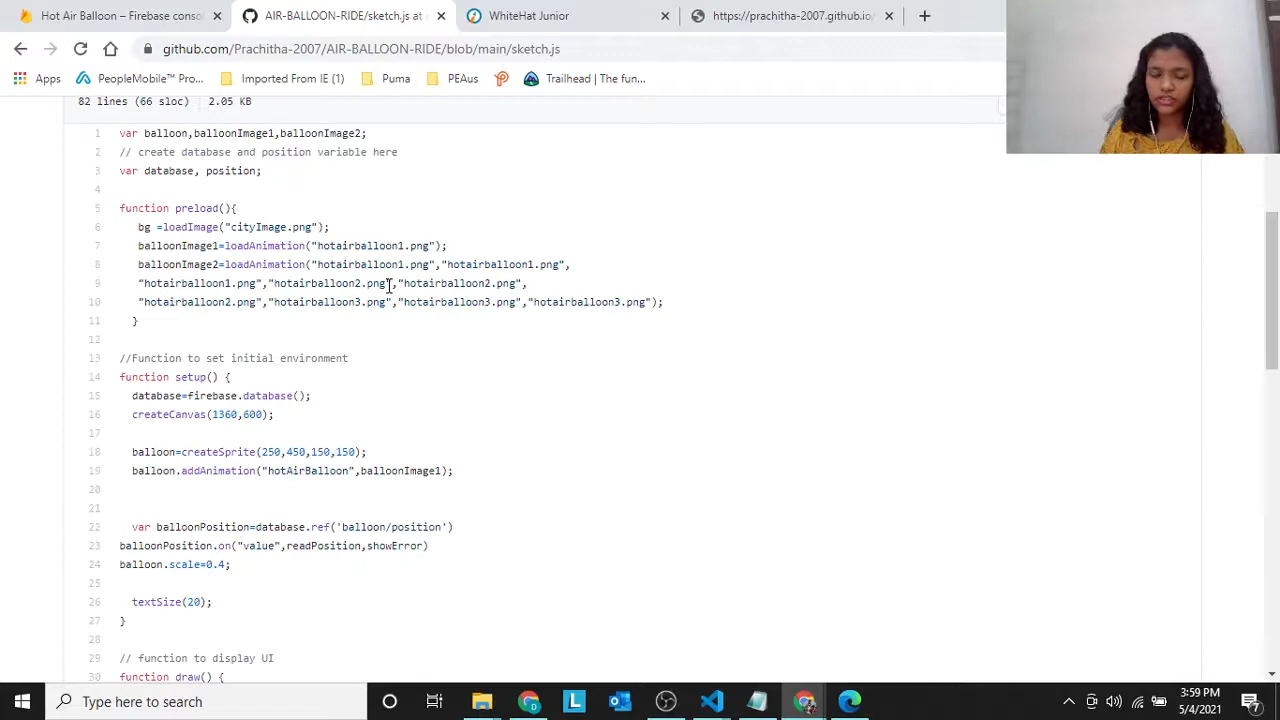 Hot Air Balloon – Firebase conso
AIR-BALLOON-RIDE/sketch.js at
WhiteHat Junior
https://prachitha-2007.github.io/
github.com/Prachitha-2007/AIR-BALLOON-RIDE/blob/main/sketch.js
Apps
PeopleMobile™ Pro...
Imported From IE (1)
Puma
PEAus
Trailhead | The fun...
82 lines (66 sloc) 2.05 KB
1 var balloon,balloonImage1,balloonImage2;
2 // create database and position variable here
3 var database, position;
4
5 function preload(){
6 bg =loadImage("cityImage.png");
7 balloonImage1=loadAnimation("hotairballoon1.png");
8 balloonImage2=loadAnimation("hotairballoon1.png","hotairballoon1.png",
9 "hotairballoon1.png","hotairballoon2.png","hotairballoon2.png",
10 "hotairballoon2.png","hotairballoon3.png","hotairballoon3.png","hotairballoon3.png");
11 }
12
13 //Function to set initial environment
14 function setup() {
15 database=firebase.database();
16 createCanvas(1360,600);
17
18 balloon=createSprite(250,450,150,150);
19 balloon.addAnimation("hotAirBalloon",balloonImage1);
20
21
22 var balloonPosition=database.ref('balloon/position')
23 balloonPosition.on("value",readPosition,showError)
24 balloon.scale=0.4;
25
26 textSize(20);
27 }
28
29 // function to display UI
30 function draw() {
Type here to search
3:59 PM
5/4/2021
7